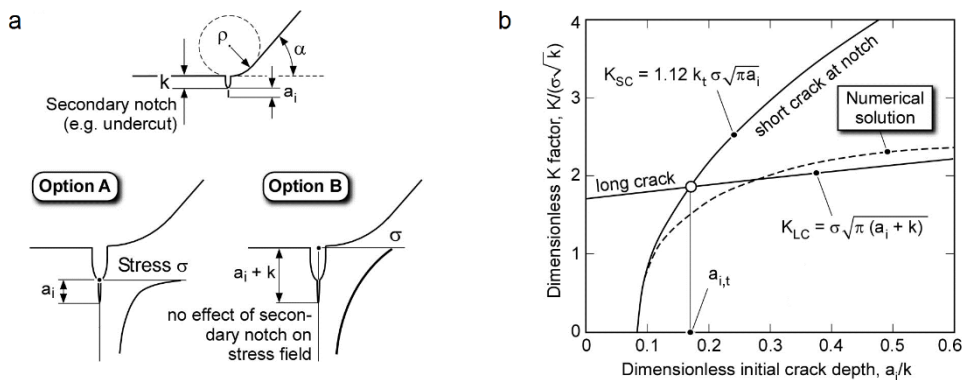 a
ρ
α
k
a_i
Secondary notch
(e.g. undercut)
Option A
Stress σ
a_i
Option B
σ
a_i + k
no effect of secon-
dary notch on
stress field
b
Dimensionless K factor, K/(σ√k)
4
3
2
1
0
K_SC = 1.12 k_t σ√πa_i
short crack at notch
Numerical
solution
long crack
K_LC = σ√π (a_i + k)
a_i,t
0 0.1 0.2 0.3 0.4 0.5 0.6
Dimensionless initial crack depth, a_i/k